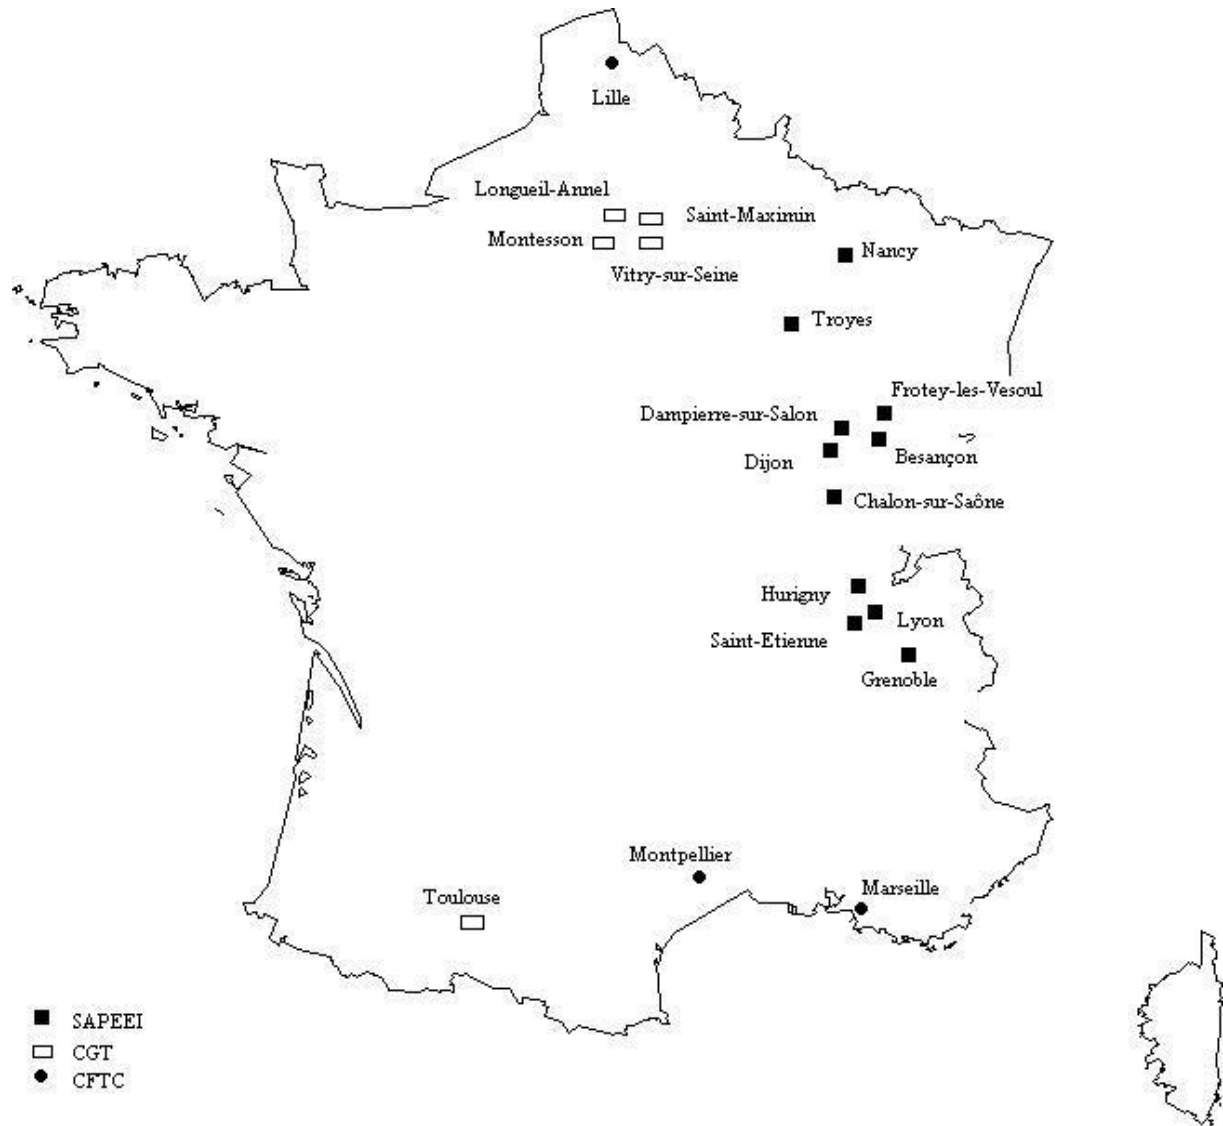 Lille
Longueil-Annel
Saint-Maximin
Montesson
Vitry-sur-Seine
Nancy
Troyes
Frotey-les-Vesoul
Dampierre-sur-Salon
Besançon
Dijon
Chalon-sur-Saône
Hurigny
Lyon
Saint-Etienne
Grenoble
Montpellier
Marseille
Toulouse
SAPEEI
CGT
CFTC